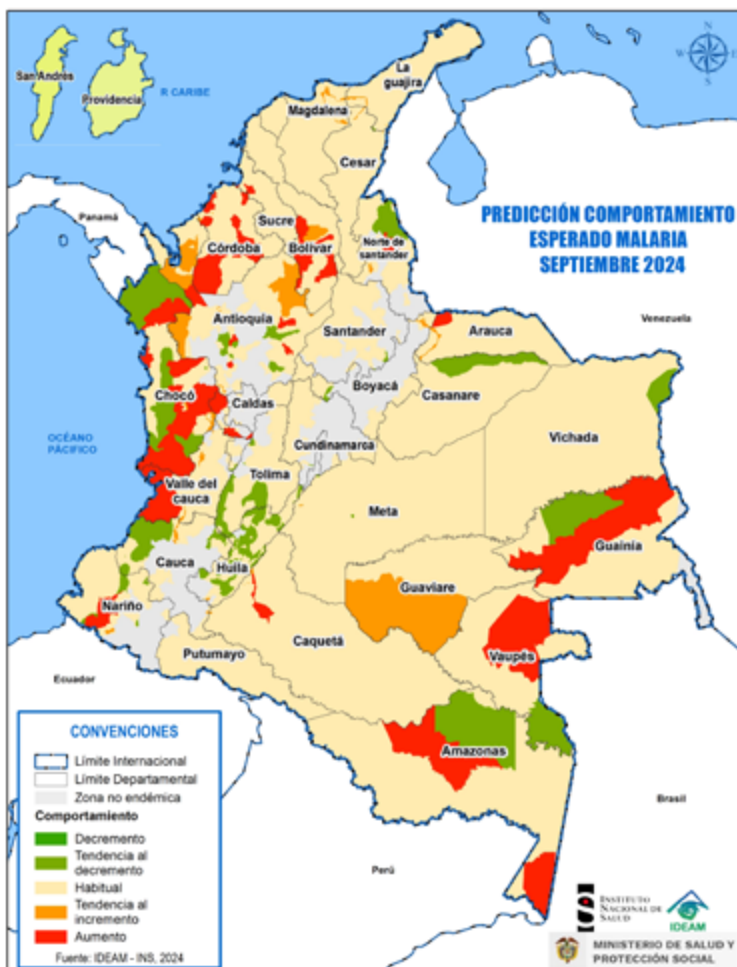 N
W
S
San Andrés
Providencia
R CARIBE
La
guajira
Magdalena
Cesar
Panamá
PREDICCIÓN COMPORTAMIENTO
ESPERADO MALARIA
SEPTIEMBRE 2024
Sucre
Córdoba
Bolívar
Norte de
santander
Venezuela
Antioquia
Santander
Arauca
Boyacá
Chocó
Caldas
Casanare
OCÉANO
PÁCIFICO
Cundinamarca
Vichada
Tolima
Valle del
cauca
Meta
Guainía
Cauca
Huila
Guaviare
Nariño
Caquetá
Vaupés
Putumayo
Ecuador
Amazonas
Brasil
Perú
CONVENCIONES
Límite Internacional
Límite Departamental
Zona no endémica
Comportamiento
Decremento
Tendencia al
decremento
Habitual
Tendencia al
incremento
Aumento
Fuente: IDEAM - INS, 2024
INSTITUTO
NACIONAL DE
SALUD
IDEAM
MINISTERIO DE SALUD Y
PROTECCIÓN SOCIAL